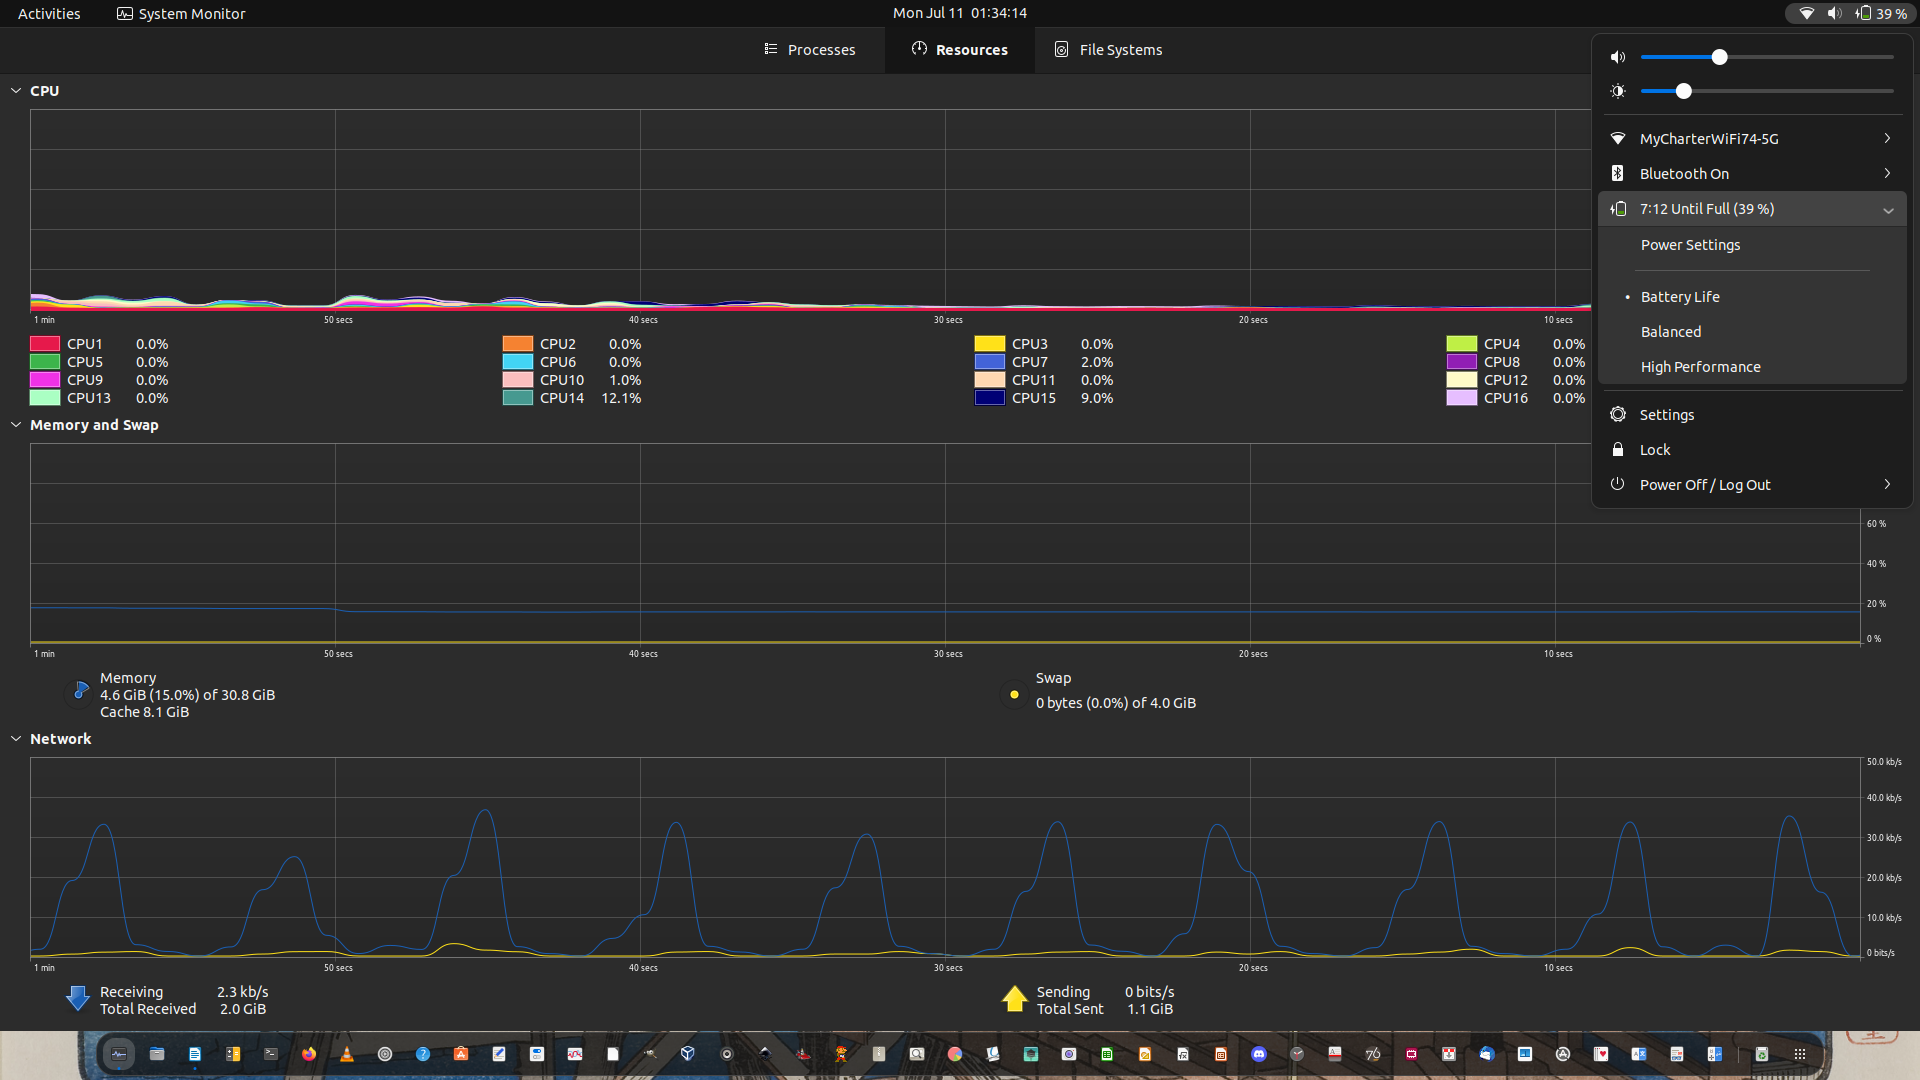 Activities
System Monitor
Mon Jul 11 01:34:14
39 %
Processes
Resources
File Systems
CPU
1 min
50 secs
40 secs
30 secs
20 secs
10 secs
CPU1 0.0%
CPU2 0.0%
CPU3 0.0%
CPU4 0.0%
CPU5 0.0%
CPU6 0.0%
CPU7 2.0%
CPU8 0.0%
CPU9 0.0%
CPU10 1.0%
CPU11 0.0%
CPU12 0.0%
CPU13 0.0%
CPU14 12.1%
CPU15 9.0%
CPU16 0.0%
MyCharterWiFi74-5G
Bluetooth On
7:12 Until Full (39 %)
Power Settings
• Battery Life
Balanced
High Performance
Settings
Lock
Power Off / Log Out
Memory and Swap
60 %
40 %
20 %
0 %
1 min
50 secs
40 secs
30 secs
20 secs
10 secs
Memory
4.6 GiB (15.0%) of 30.8 GiB
Cache 8.1 GiB
Swap
0 bytes (0.0%) of 4.0 GiB
Network
50.0 kb/s
40.0 kb/s
30.0 kb/s
20.0 kb/s
10.0 kb/s
0 bits/s
1 min
50 secs
40 secs
30 secs
20 secs
10 secs
Receiving 2.3 kb/s
Total Received 2.0 GiB
Sending 0 bits/s
Total Sent 1.1 GiB